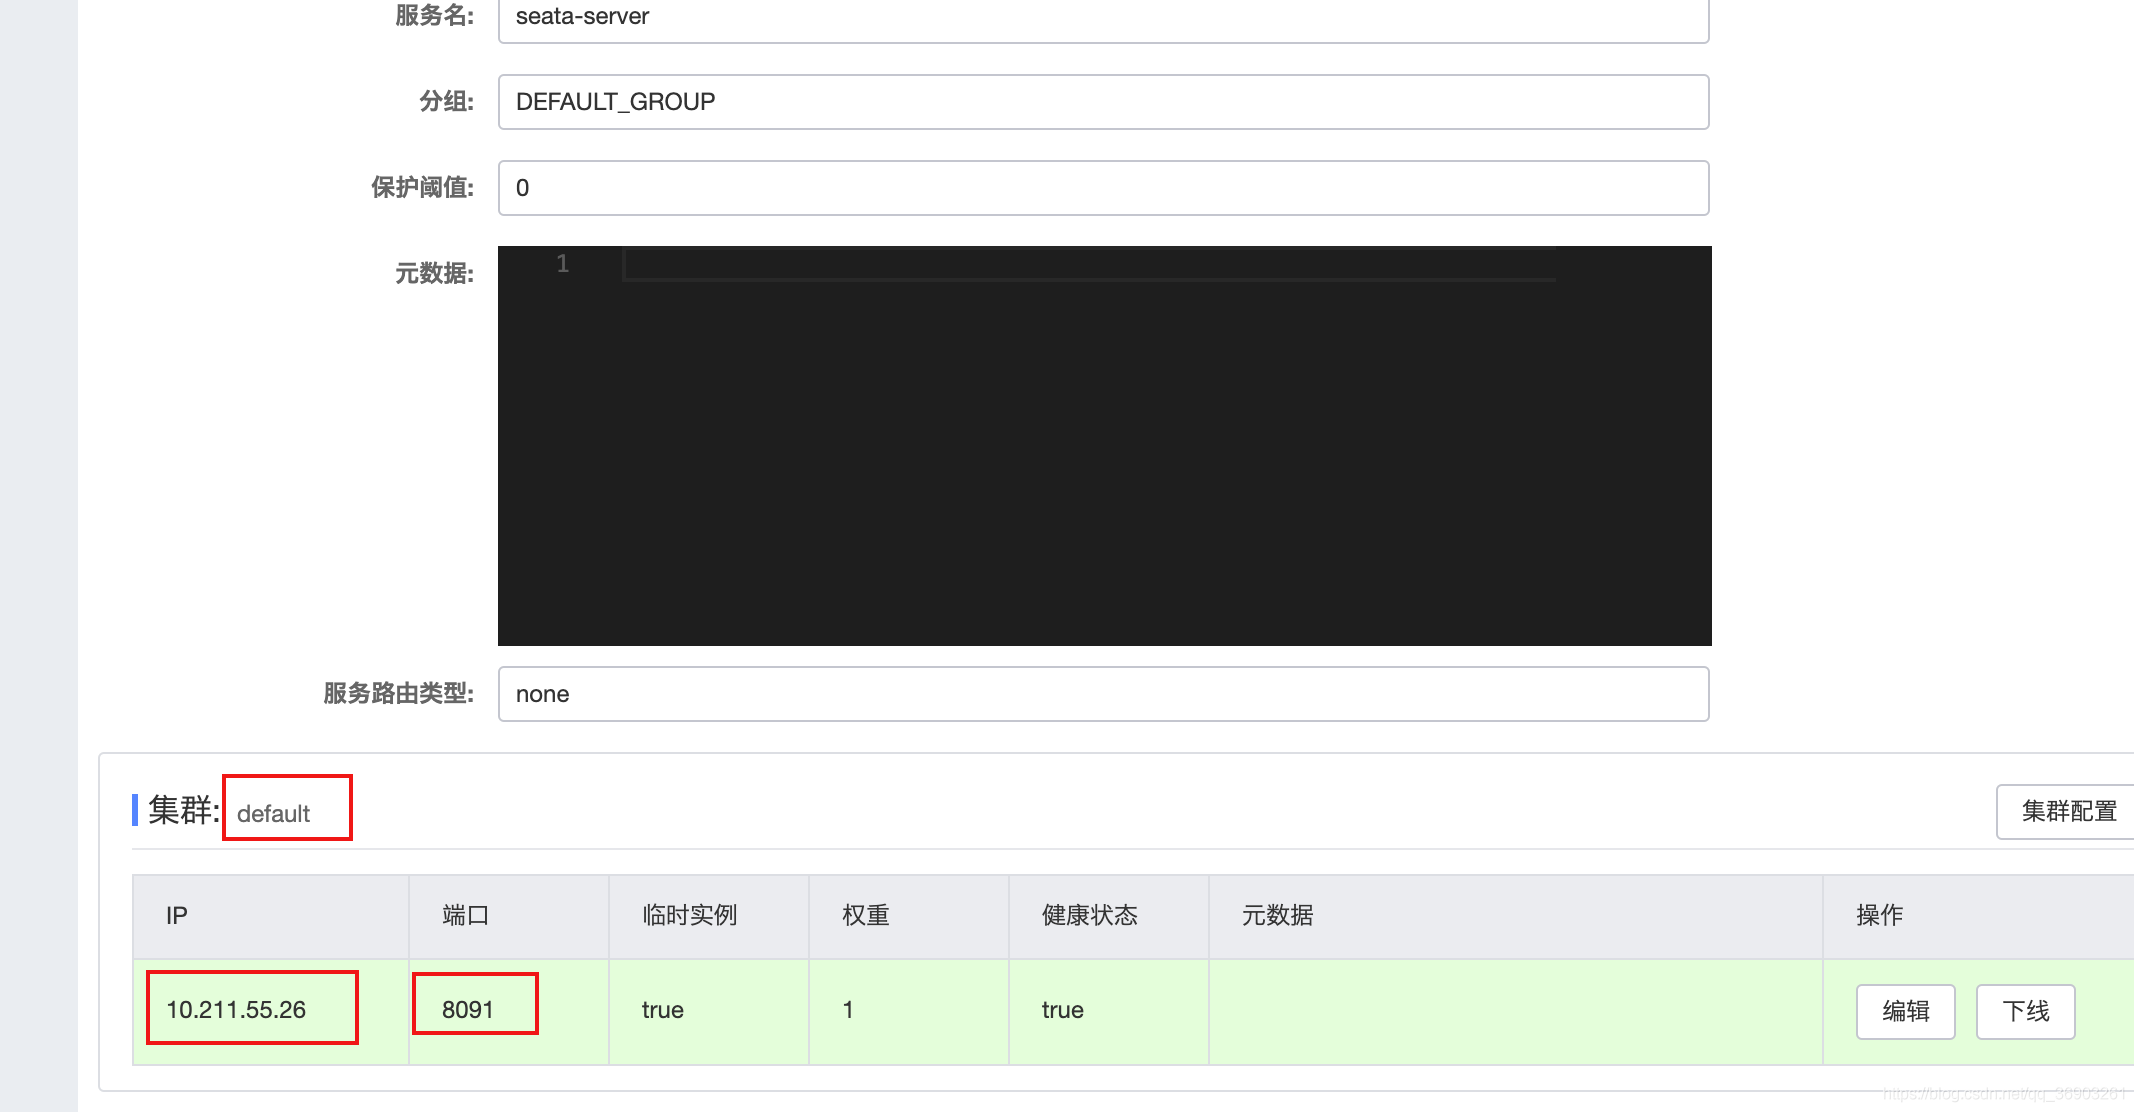 服务名: seata-server
分组: DEFAULT_GROUP
保护阈值: 0
元数据: 1
服务路由类型: none
集群: default 集群配置
IP 端口 临时实例 权重 健康状态 元数据 操作
10.211.55.26 8091 true 1 true 编辑 下线
https://blog.csdn.net/qq_36903261